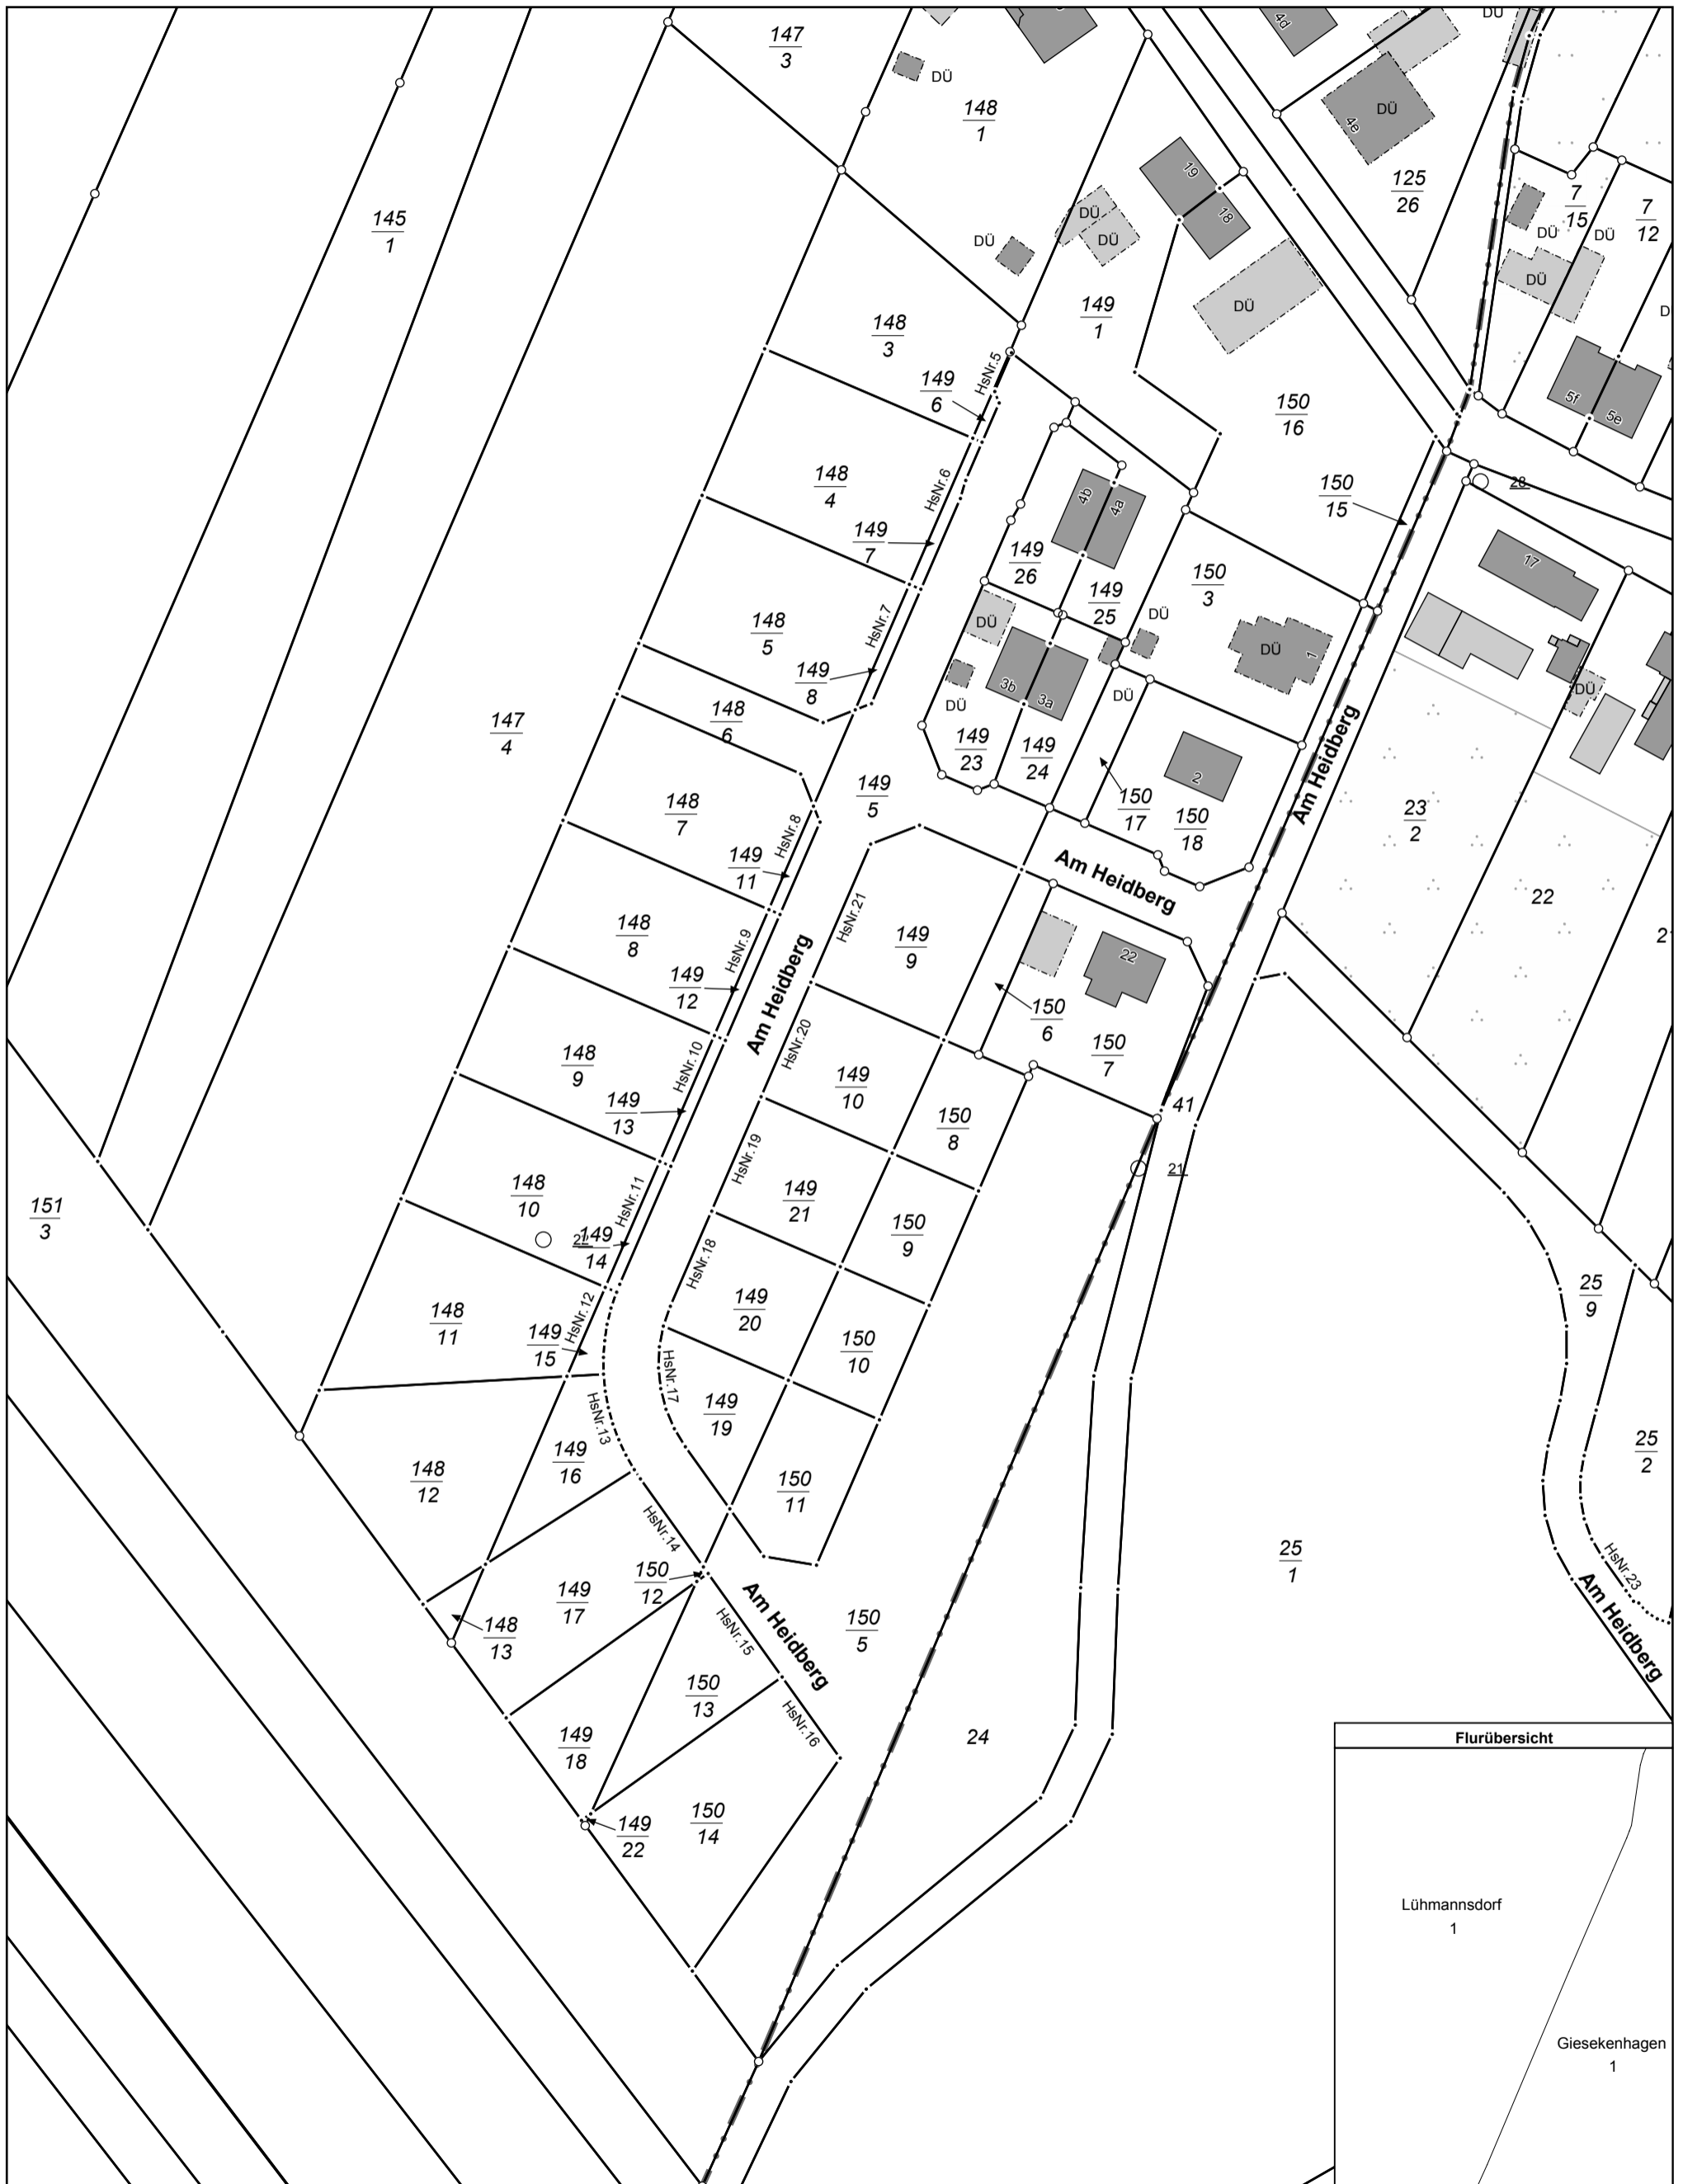 DÜ
4d
147
3
DÜ
148
1
DÜ
4e
125
26
7
15
7
12
19
18
DÜ
DÜ
DÜ
DÜ
DÜ
DÜ
145
1
DÜ
149
1
148
3
HsNr.5
149
6
150
16
5f
5e
148
4
HsNr.6
4b
4a
150
15
28
149
7
149
26
150
3
17
149
25
148
5
HsNr.7
DÜ
DÜ
DÜ
1
149
8
3b
3a
DÜ
DÜ
DÜ
148
6
147
4
149
23
149
24
2
Am Heidberg
149
5
150
17
150
18
23
2
148
7
HsNr.8
149
11
Am Heidberg
22
148
8
HsNr.9
HsNr.21
149
9
22
149
12
Am Heidberg
150
6
HsNr.20
150
7
148
9
HsNr.10
149
10
149
13
41
150
8
HsNr.19
21
148
10
HsNr.11
149
21
151
3
22
149
14
150
9
HsNr.18
25
9
148
11
HsNr.12
149
20
149
15
150
10
HsNr.17
149
19
HsNr.13
149
16
25
2
148
12
150
11
HsNr.14
25
1
HsNr.23
150
12
149
17
Am Heidberg
Am Heidberg
148
13
HsNr.15
150
5
150
13
HsNr.16
149
18
24
Flurübersicht
149
22
150
14
Lühmannsdorf
1
Giesekenhagen
1